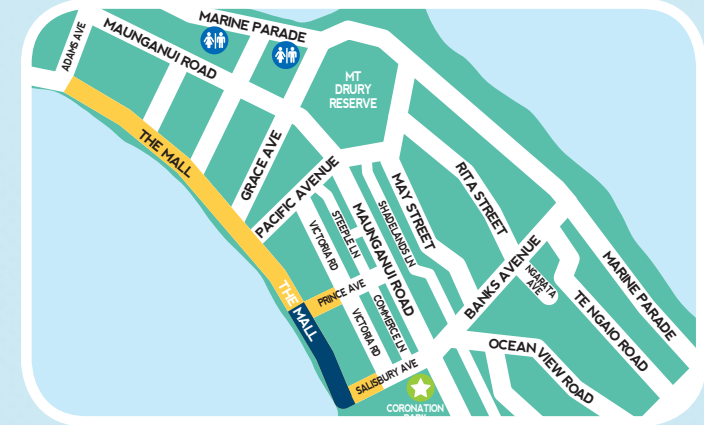 MARINE PARADE
ADAMS AVE
MAUNGANUI ROAD
MT
DRURY
RESERVE
THE MALL
GRACE AVE
PACIFIC AVENUE
RITA STREET
MAY STREET
SHADELANDS LN
MAUNGANUI ROAD
STEEPLE LN
VICTORIA RD
BANKS AVENUE
NGARATA
AVE
MARINE PARADE
TE NGAIO ROAD
THE MALL
PRINCE AVE
COMMERCE LN
VICTORIA RD
OCEAN VIEW ROAD
SALISBURY AVE
CORONATION
PARK